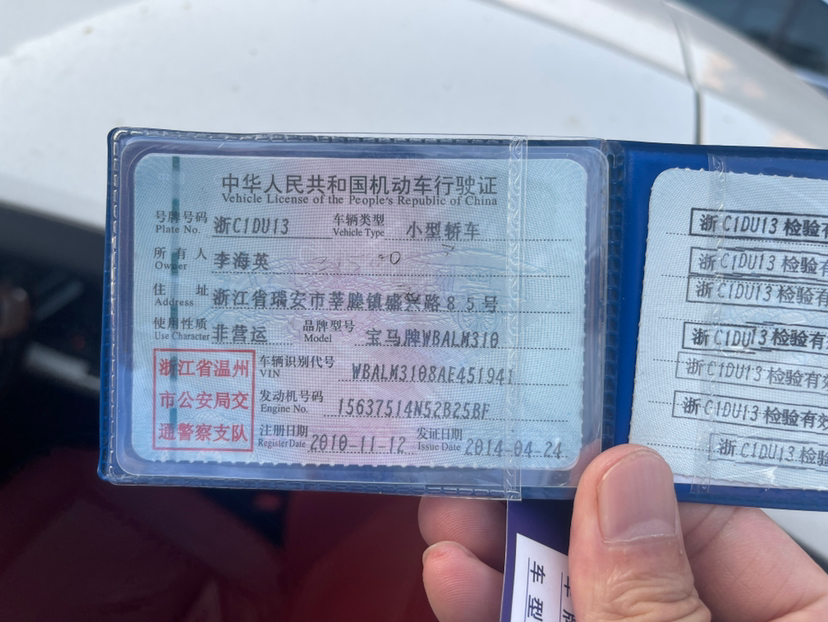 中华人民共和国机动车行驶证
Vehicle License of the People's Republic of China
号牌号码 浙C1DU13 车辆类型 小型轿车
Plate No. Vehicle Type
所有人 李海英
Owner
住址 浙江省瑞安市莘塍镇盛兴路85号
Address
使用性质 非营运 品牌型号 宝马牌WBALM310
Use Character Model
浙江省温州
市公安局交
通警察支队
车辆识别代号 WBALM3108AE451941
VIN
发动机号码 15637514N52B25BF
Engine No.
注册日期 2010-11-12 发证日期 2014-04-24
Register Date Issue Date
浙C1DU13检验有
浙C1DU13检验有
浙C1DU13检验有
浙C1DU13检验有
浙C1DU13检验有效
浙C1DU13检验有效
浙C1DU13检验
车型
牌